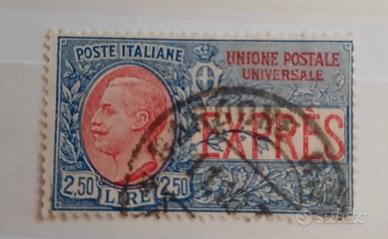 POSTE ITALIANE
UNIONE POSTALE
UNIVERSALE
EXPRÈS
2,50 LIRE 2,50
subito